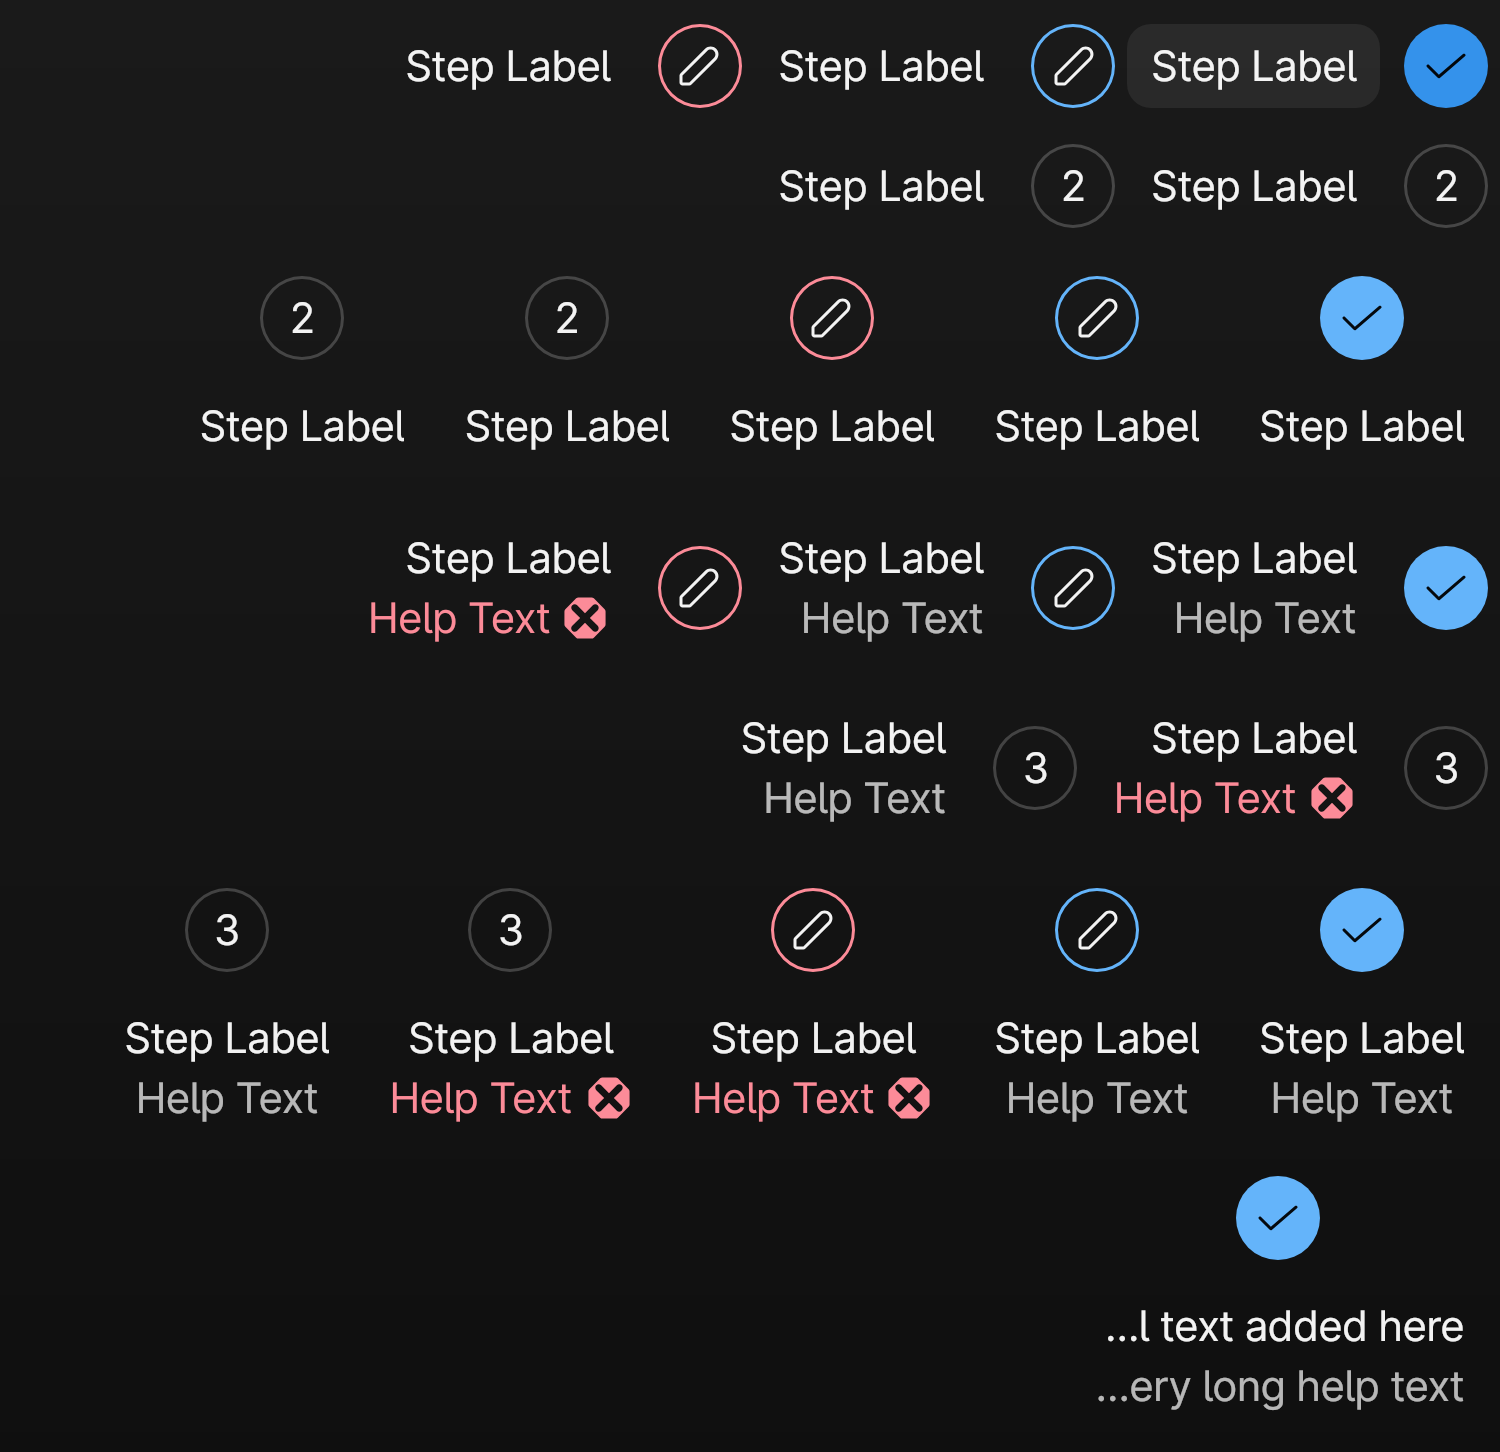 Step Label Step Label Step Label
Step Label 2 Step Label 2
2 2
Step Label Step Label Step Label Step Label Step Label
Step Label Step Label Step Label
Help Text Help Text Help Text
Step Label 3 Step Label 3
Help Text Help Text
3 3
Step Label Step Label Step Label Step Label Step Label
Help Text Help Text Help Text Help Text Help Text
...l text added here
...ery long help text